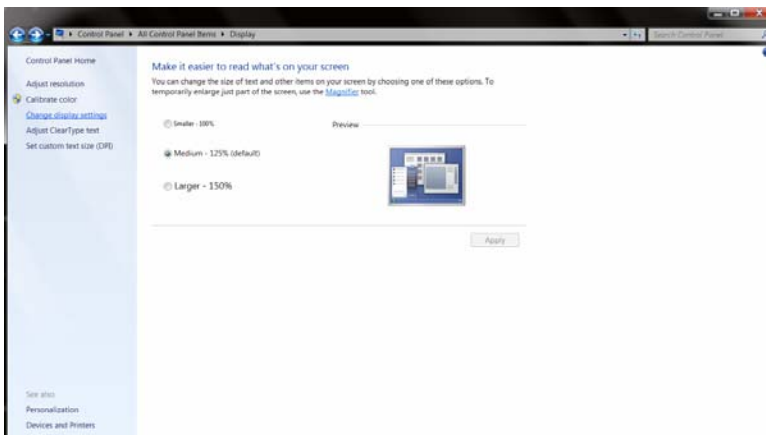 Control Panel ▸ All Control Panel Items ▸ Display
Search Control Panel
Control Panel Home
Adjust resolution
Calibrate color
Change display settings
Adjust ClearType text
Set custom text size (DPI)
See also
Personalization
Devices and Printers
Make it easier to read what's on your screen
You can change the size of text and other items on your screen by choosing one of these options. To
temporarily enlarge just part of the screen, use the Magnifier tool.
Smaller - 100%
Preview
Medium - 125% (default)
Larger - 150%
Apply